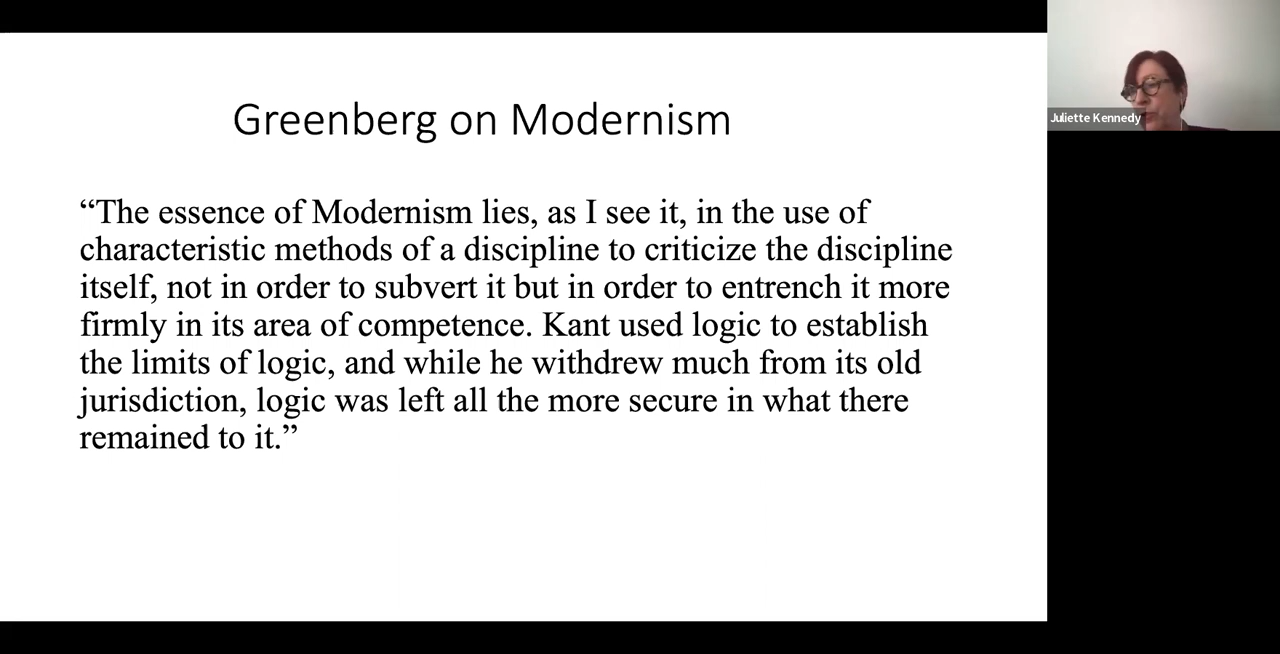 Greenberg on Modernism
“The essence of Modernism lies, as I see it, in the use of
characteristic methods of a discipline to criticize the discipline
itself, not in order to subvert it but in order to entrench it more
firmly in its area of competence. Kant used logic to establish
the limits of logic, and while he withdrew much from its old
jurisdiction, logic was left all the more secure in what there
remained to it.”
Juliette Kennedy